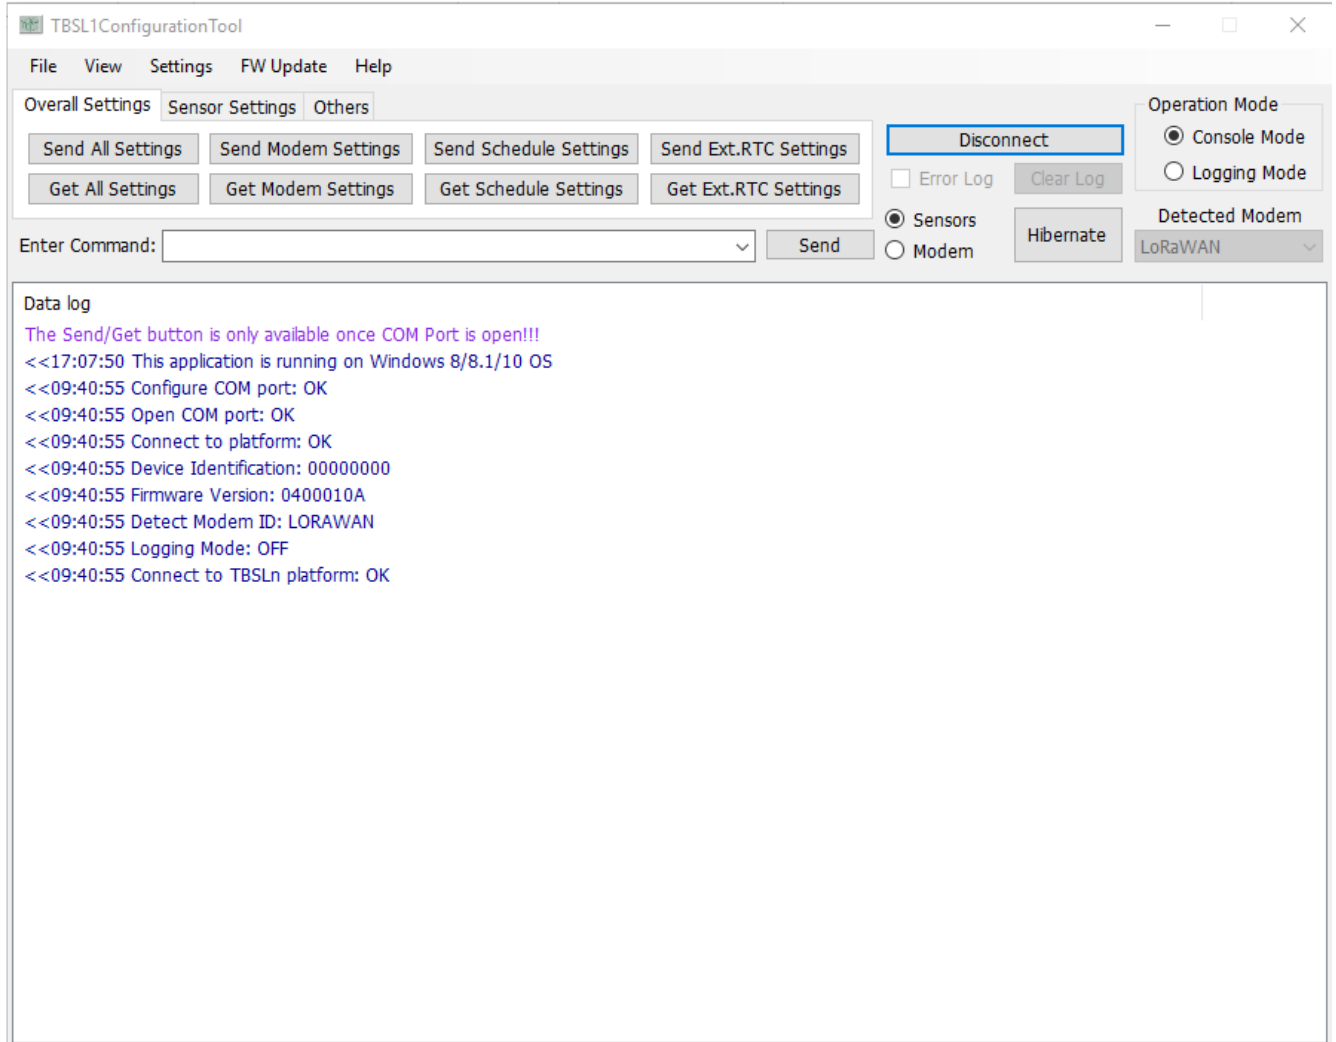 TBSL1ConfigurationTool
File View Settings FW Update Help
Overall Settings Sensor Settings Others
Send All Settings Send Modem Settings Send Schedule Settings Send Ext.RTC Settings
Get All Settings Get Modem Settings Get Schedule Settings Get Ext.RTC Settings
Disconnect
Error Log Clear Log
Operation Mode
Console Mode
Logging Mode
Enter Command: Send
Sensors
Modem
Hibernate
Detected Modem
LoRaWAN
Data log
The Send/Get button is only available once COM Port is open!!!
<<17:07:50 This application is running on Windows 8/8.1/10 OS
<<09:40:55 Configure COM port: OK
<<09:40:55 Open COM port: OK
<<09:40:55 Connect to platform: OK
<<09:40:55 Device Identification: 00000000
<<09:40:55 Firmware Version: 0400010A
<<09:40:55 Detect Modem ID: LORAWAN
<<09:40:55 Logging Mode: OFF
<<09:40:55 Connect to TBSLn platform: OK